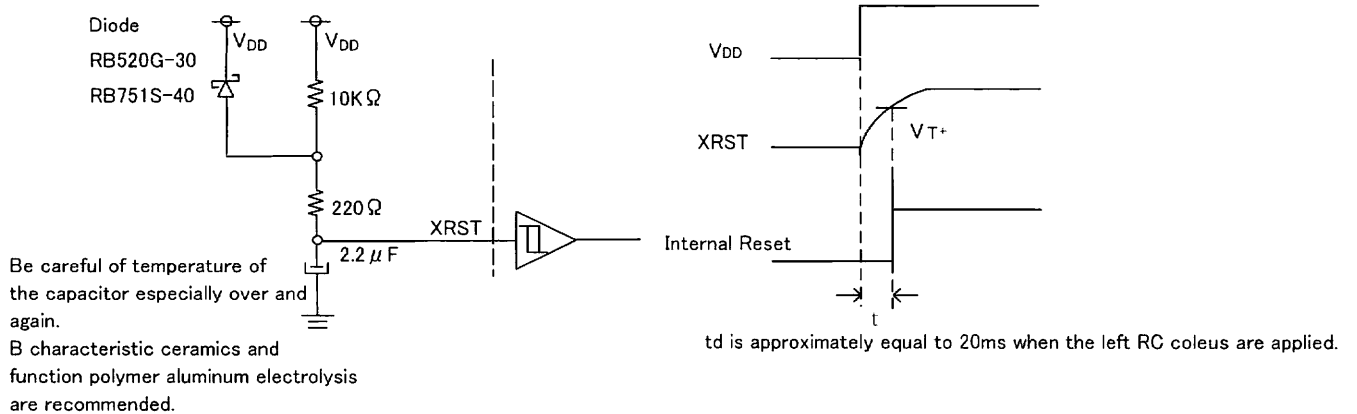 Diode
RB520G-30
RB751S-40
VDD
VDD
10KΩ
220Ω
XRST
2.2μF
Be careful of temperature of
the capacitor especially over and
again.
B characteristic ceramics and
function polymer aluminum electrolysis
are recommended.
VDD
XRST
VT+
Internal Reset
t
td is approximately equal to 20ms when the left RC coleus are applied.